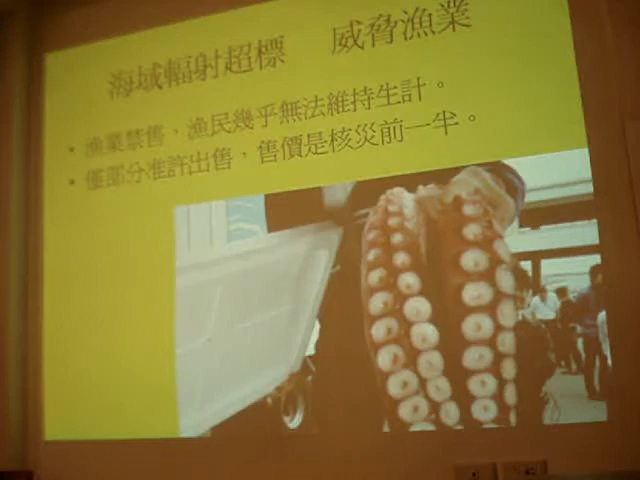 海域輻射超標 威脅漁業
• 漁業禁售，漁民幾乎無法維持生計。
• 僅部分准許出售，售價是核災前一半。